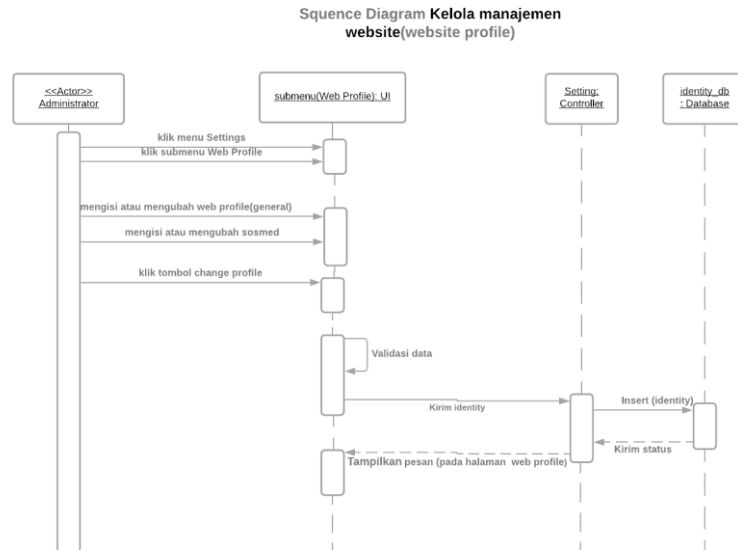 Squence Diagram Kelola manajemen
website(website profile)
<<Actor>>
Administrator
submenu(Web Profile): UI
Setting:
Controller
identity_db
: Database
klik menu Settings
klik submenu Web Profile
mengisi atau mengubah web profile(general)
mengisi atau mengubah sosmed
klik tombol change profile
Validasi data
Kirim identity
Insert (identity)
Kirim status
Tampilkan pesan (pada halaman web profile)